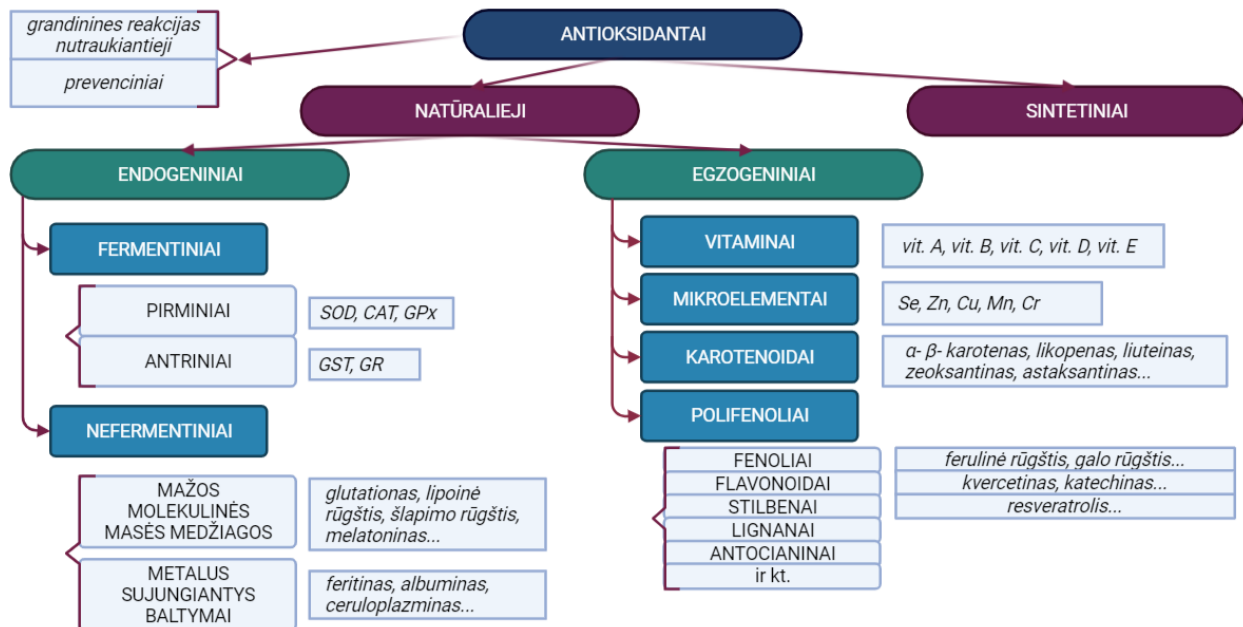 grandinines reakcijas
nutraukiantieji
prevenciniai
ANTIOKSIDANTAI
NATŪRALIEJI
SINTETINIAI
ENDOGENINIAI
FERMENTINIAI
PIRMINIAI
SOD, CAT, GPx
ANTRINIAI
GST, GR
NEFERMENTINIAI
MAŽOS
MOLEKULINĖS
MASĖS MEDŽIAGOS
glutationas, lipoinė
rūgštis, šlapimo rūgštis,
melatoninas...
METALUS
SUJUNGIANTYS
BALTYMAI
feritinas, albuminas,
ceruloplazminas...
EGZOGENINIAI
VITAMINAI
vit. A, vit. B, vit. C, vit. D, vit. E
MIKROELEMENTAI
Se, Zn, Cu, Mn, Cr
KAROTENOIDAI
α- β- karotenas, likopenas, liuteinas,
zeoksantinas, astaksantinas...
POLIFENOLIAI
FENOLIAI
ferulinė rūgštis, galo rūgštis...
FLAVONOIDAI
kvercetinas, katechinas...
STILBENAI
resveratrolis...
LIGNANAI
ANTOCIANINAI
ir kt.